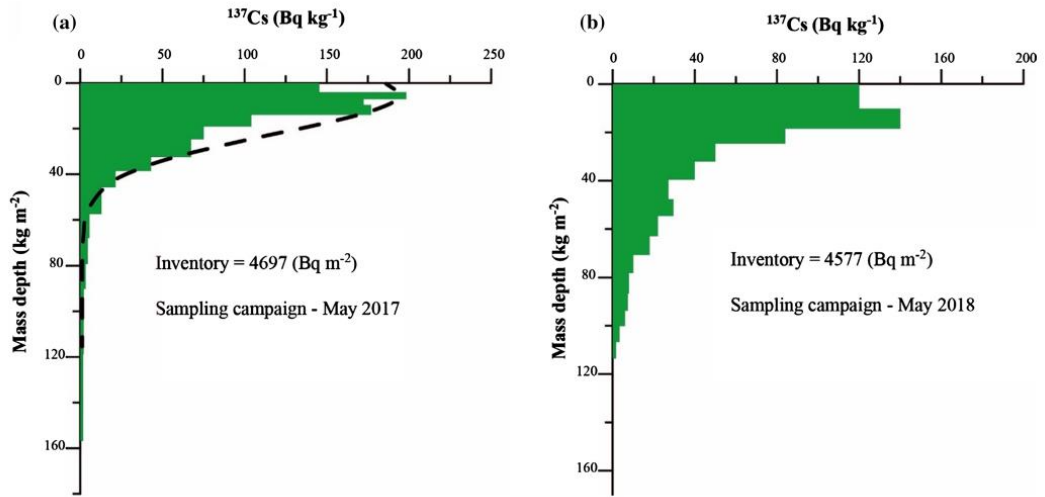 (a)
¹³⁷Cs (Bq kg⁻¹)
0 50 100 150 200 250
0
40
80
120
160
Mass depth (kg m⁻²)
Inventory = 4697 (Bq m⁻²)
Sampling campaign - May 2017
(b)
¹³⁷Cs (Bq kg⁻¹)
0 40 80 120 160 200
0
40
80
120
160
Mass depth (kg m⁻²)
Inventory = 4577 (Bq m⁻²)
Sampling campaign - May 2018